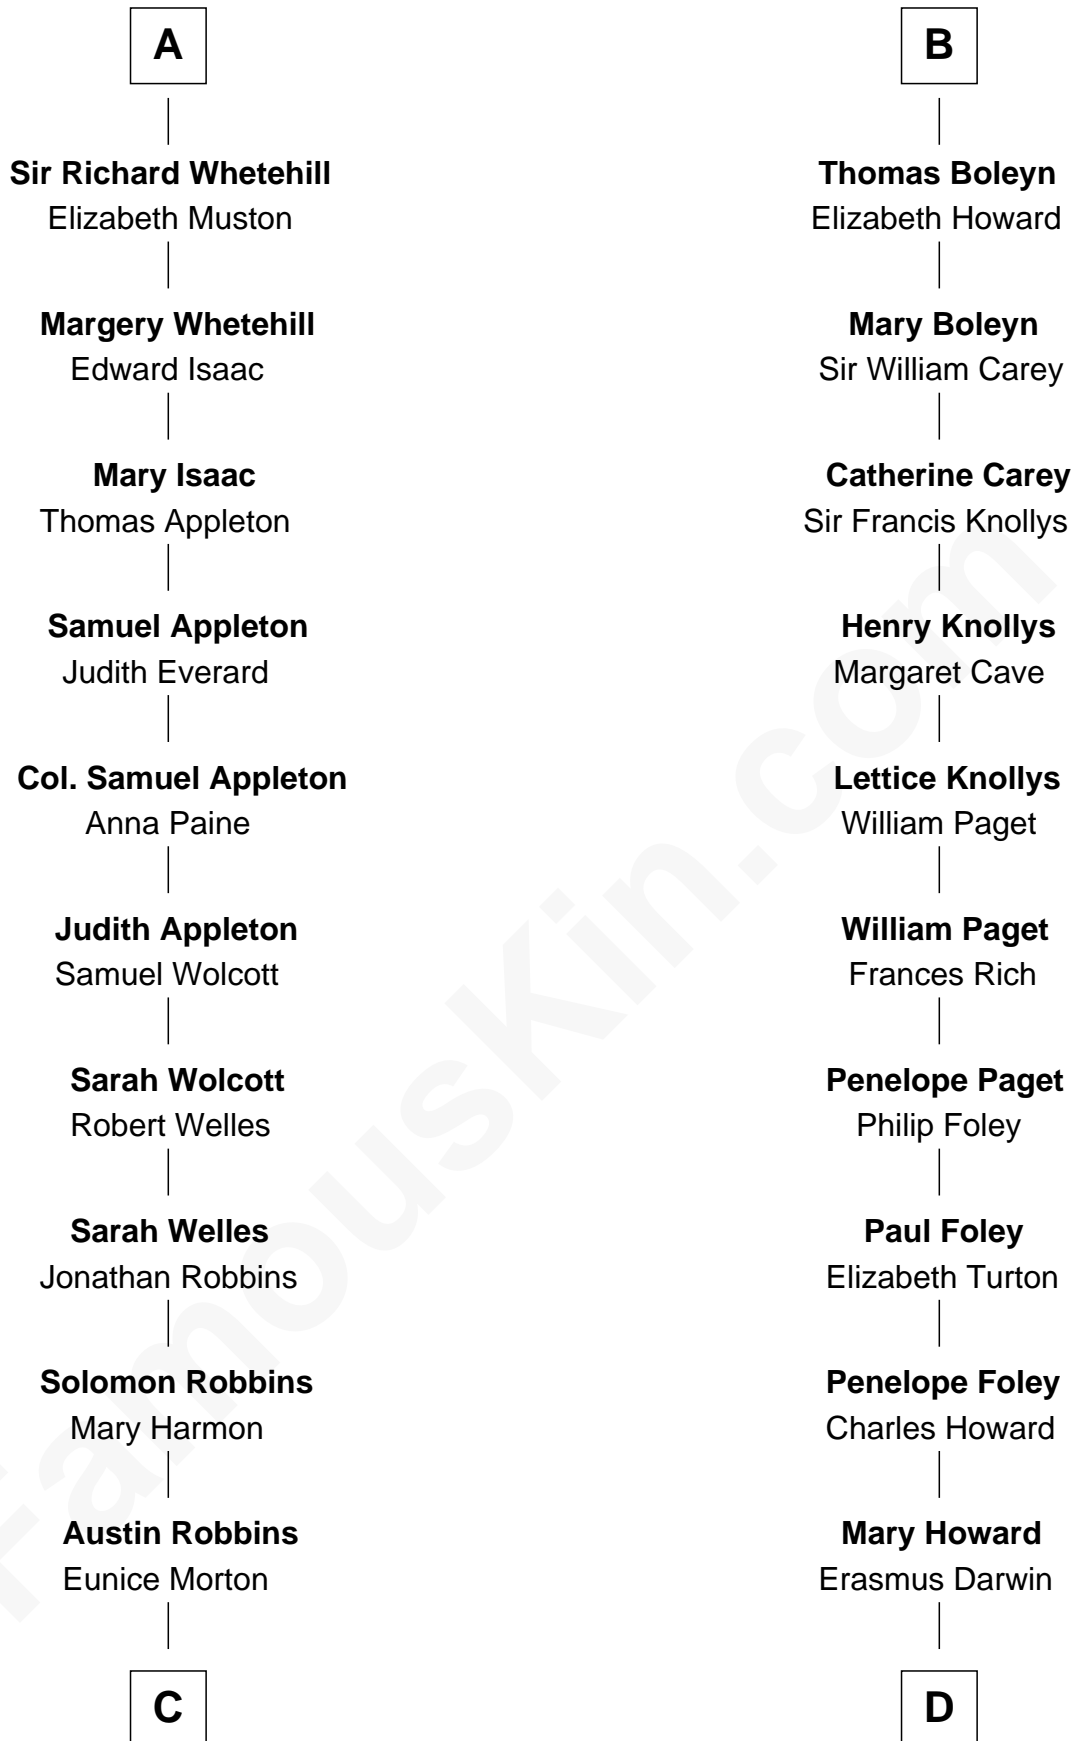 A
Sir Richard Whetehill
Elizabeth Muston
Margery Whetehill
Edward Isaac
Mary Isaac
Thomas Appleton
Samuel Appleton
Judith Everard
Col. Samuel Appleton
Anna Paine
Judith Appleton
Samuel Wolcott
Sarah Wolcott
Robert Welles
Sarah Welles
Jonathan Robbins
Solomon Robbins
Mary Harmon
Austin Robbins
Eunice Morton
C
B
Thomas Boleyn
Elizabeth Howard
Mary Boleyn
Sir William Carey
Catherine Carey
Sir Francis Knollys
Henry Knollys
Margaret Cave
Lettice Knollys
William Paget
William Paget
Frances Rich
Penelope Paget
Philip Foley
Paul Foley
Elizabeth Turton
Penelope Foley
Charles Howard
Mary Howard
Erasmus Darwin
D
FamousKin.com